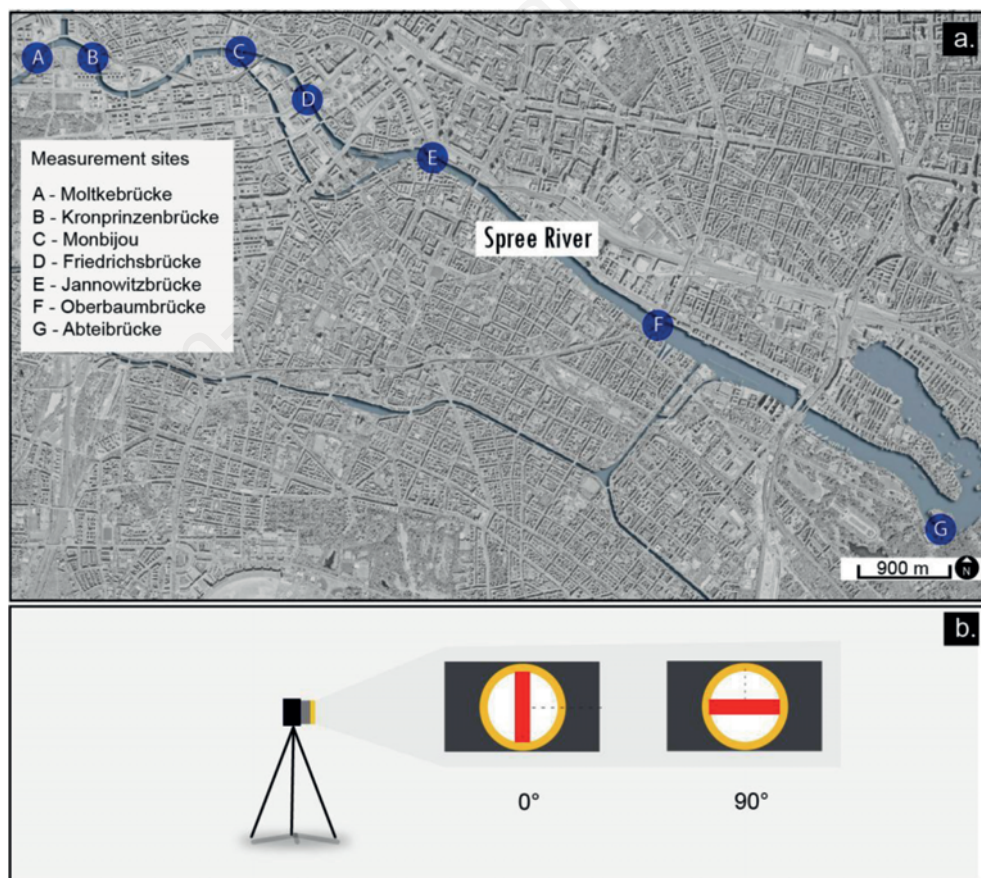 a.
A
B
C
D
E
F
G
Measurement sites
A - Moltkebrücke
B - Kronprinzenbrücke
C - Monbijou
D - Friedrichsbrücke
E - Jannowitzbrücke
F - Oberbaumbrücke
G - Abteibrücke
Spree River
900 m
N
b.
0°
90°